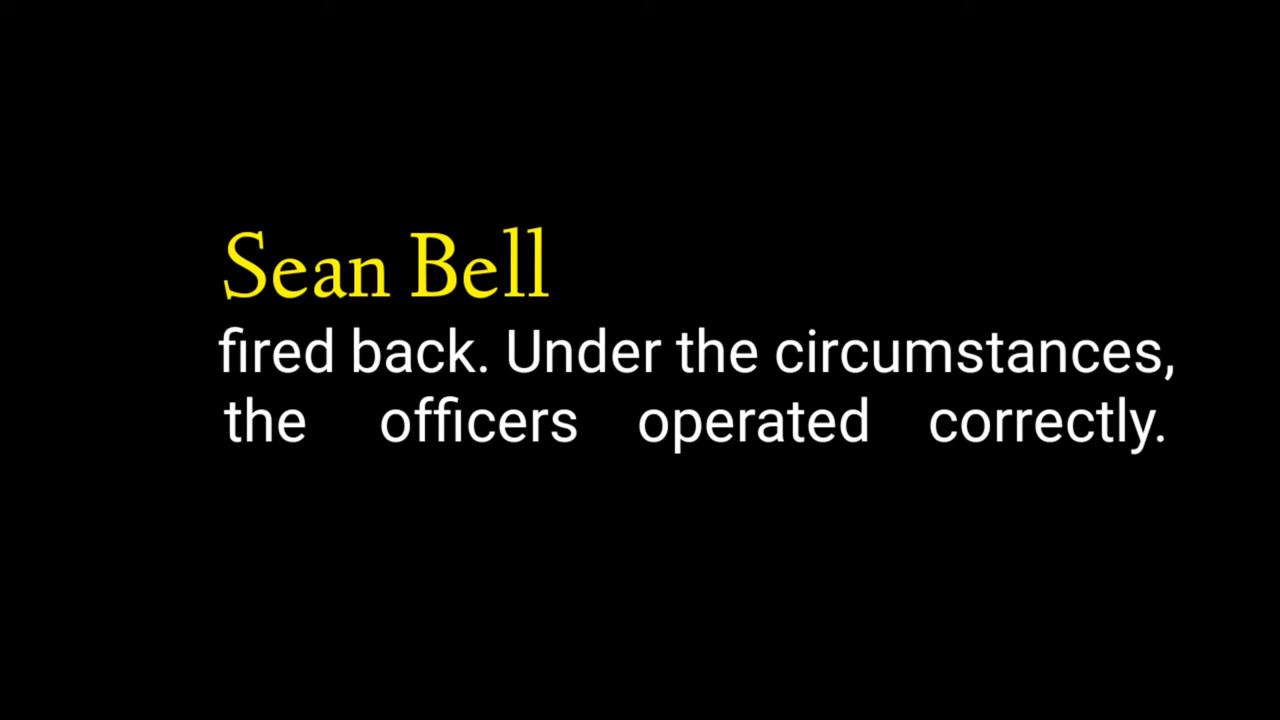 Sean Bell
fired back. Under the circumstances,
the officers operated correctly.